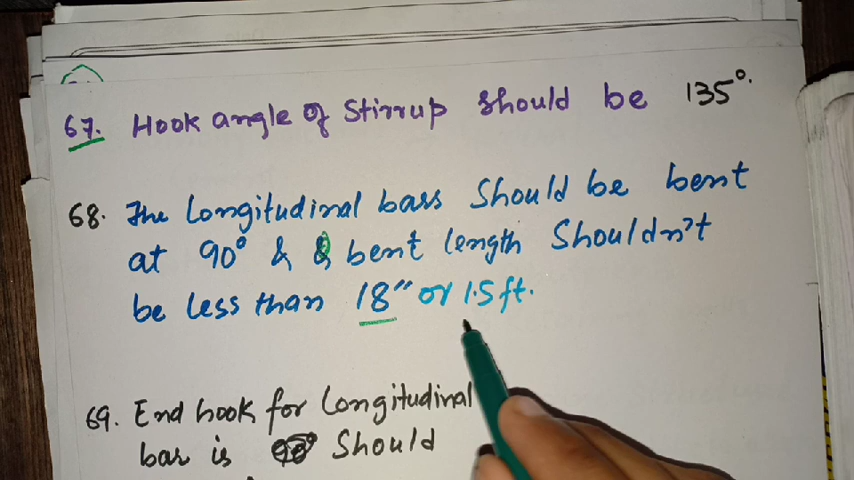 67. Hook angle of Stirrup should be 135°.
68. The Longitudinal bars Should be bent
at 90° & & bent length Shouldn't
be less than 18" or 1.5 ft.
69. End hook for Longitudinal
bar is Should